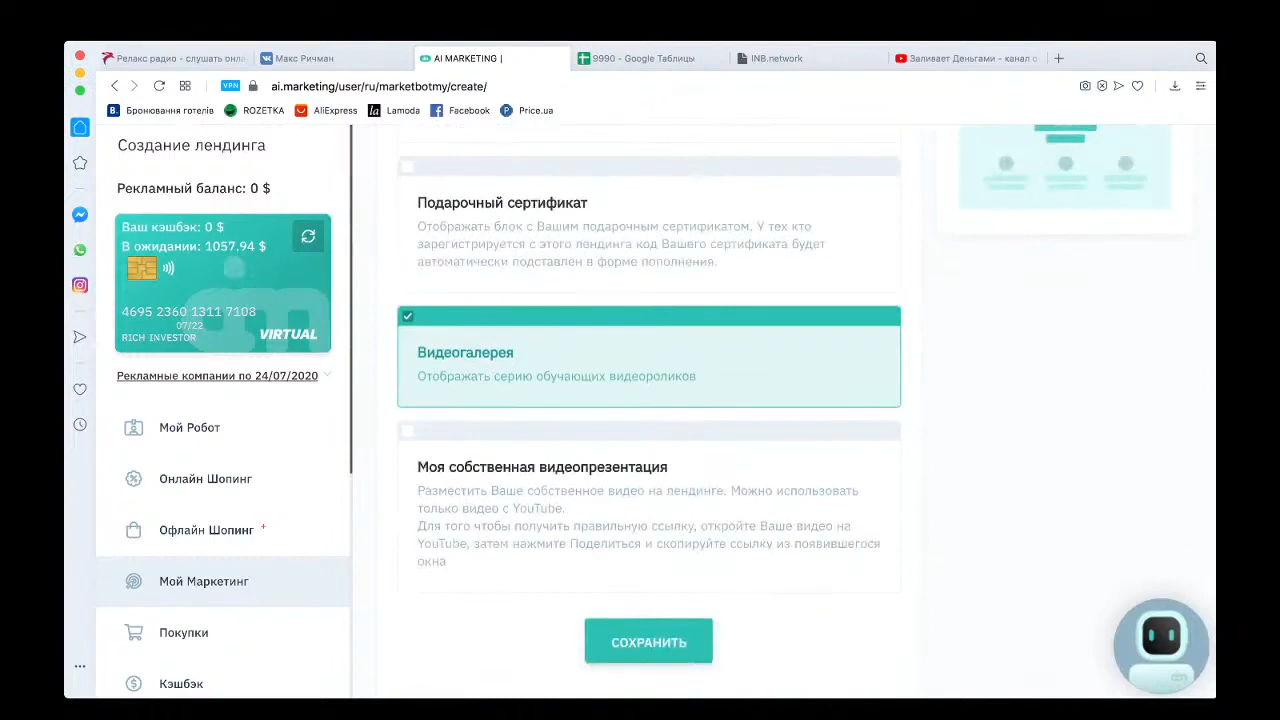 Релакс радио - слушать онла
Макс Ричман
AI MARKETING |
9990 - Google Таблицы
INB.network
Заливает Деньгами - канал о
VPN
ai.marketing/user/ru/marketbotmy/create/
B. Бронювання готелів
ROZETKA
AliExpress
la Lamoda
Facebook
P Price.ua
Создание лендинга
Рекламный баланс: 0 $
Ваш кэшбэк: 0 $
В ожидании: 1057.94 $
4695 2360 1311 7108
07/22
RICH INVESTOR
VIRTUAL
Рекламные компании по 24/07/2020
Мой Робот
Онлайн Шопинг
Офлайн Шопинг +
Мой Маркетинг
Покупки
Кэшбэк
Подарочный сертификат
Отображать блок с Вашим подарочным сертификатом. У тех кто
зарегистрируется с этого лендинга код Вашего сертификата будет
автоматически подставлен в форме пополнения.
Видеогалерея
Отображать серию обучающих видеороликов
Моя собственная видеопрезентация
Разместить Ваше собственное видео на лендинге. Можно использовать
только видео с YouTube.
Для того чтобы получить правильную ссылку, откройте Ваше видео на
YouTube, затем нажмите Поделиться и скопируйте ссылку из появившегося
окна
СОХРАНИТЬ